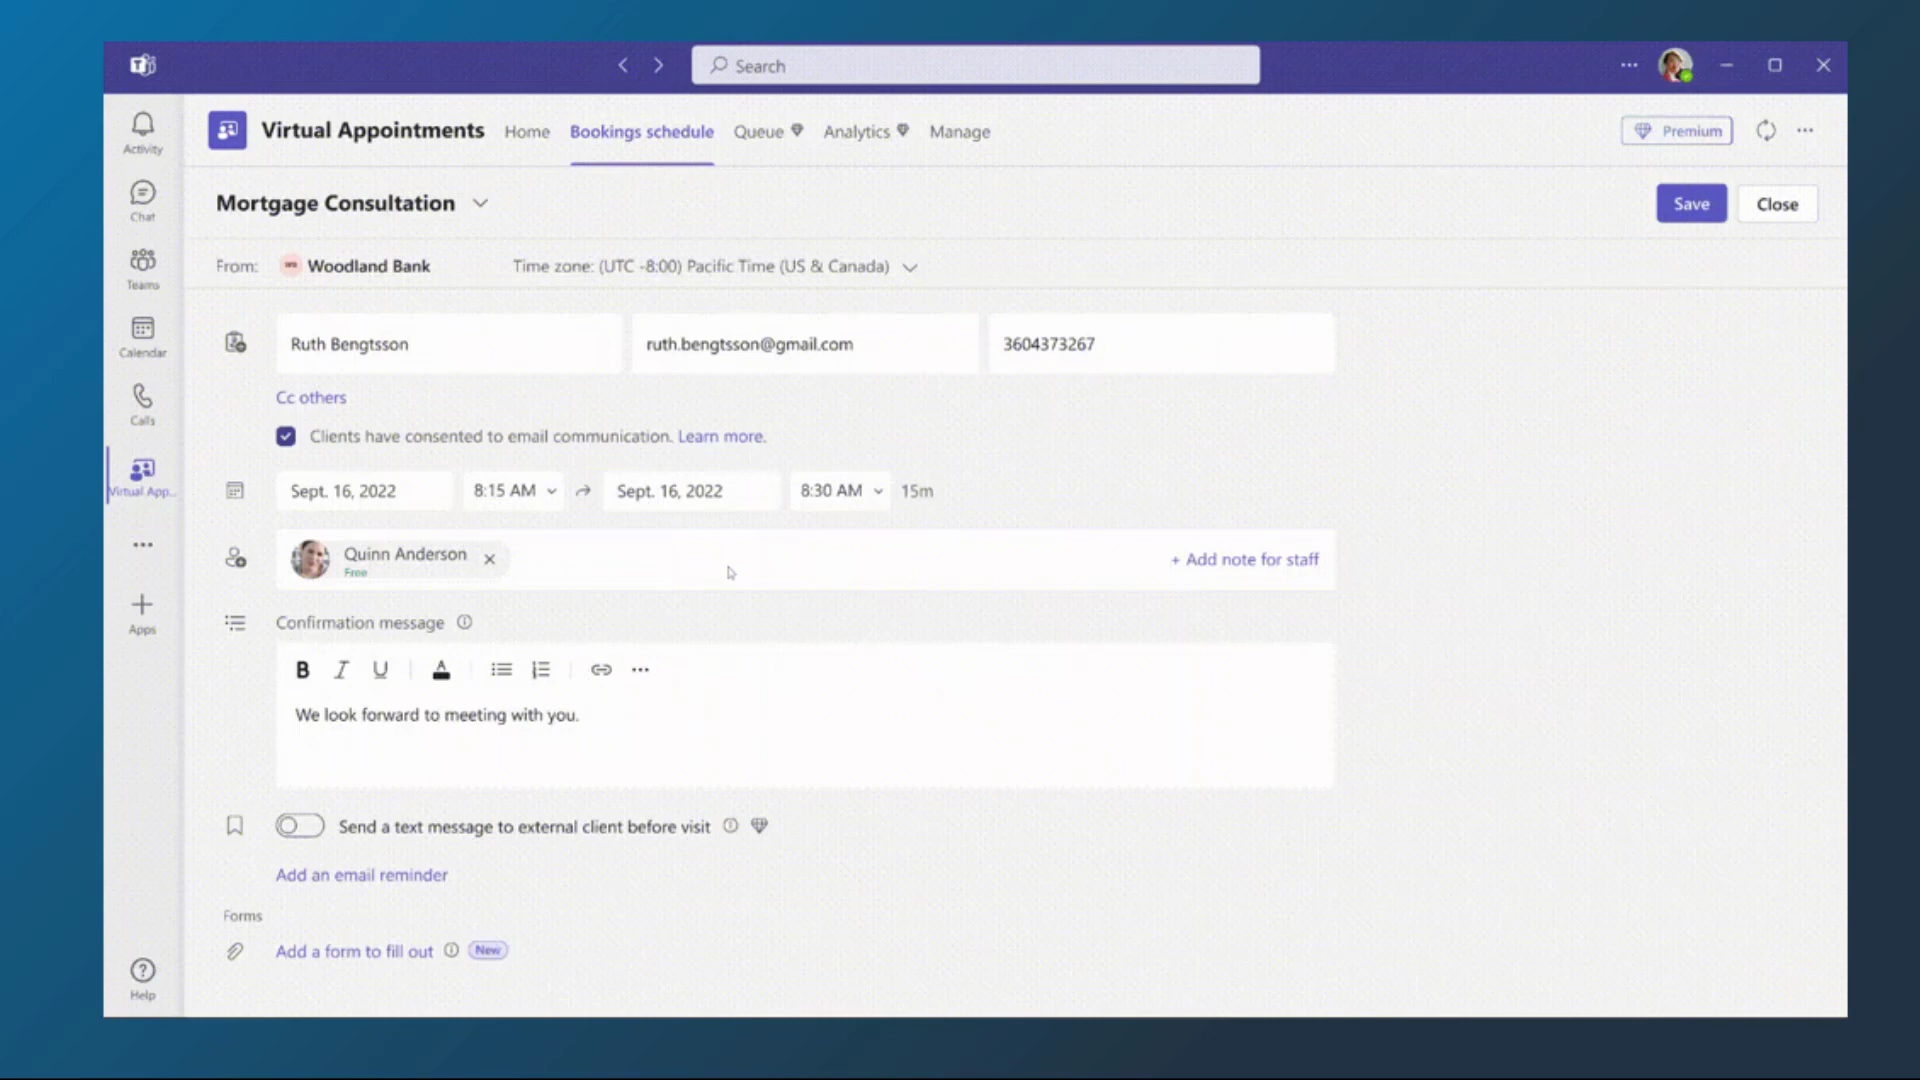 Search
Activity
Chat
Teams
Calendar
Calls
Virtual App...
Apps
Help
Virtual Appointments Home Bookings schedule Queue Analytics Manage Premium
Mortgage Consultation Save Close
From: WB Woodland Bank Time zone: (UTC -8:00) Pacific Time (US & Canada)
Ruth Bengtsson ruth.bengtsson@gmail.com 3604373267
Cc others
Clients have consented to email communication. Learn more.
Sept. 16, 2022 8:15 AM Sept. 16, 2022 8:30 AM 15m
Quinn Anderson
Free
+ Add note for staff
Confirmation message
B I U A
We look forward to meeting with you.
Send a text message to external client before visit
Add an email reminder
Forms
Add a form to fill out New